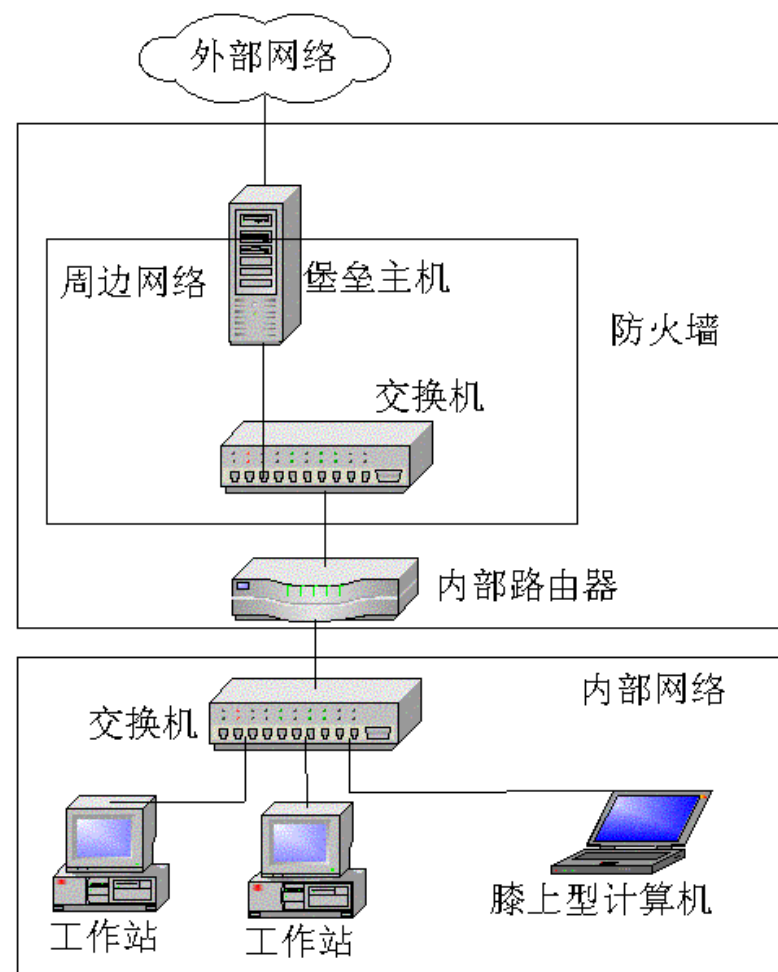 外部网络
周边网络
堡垒主机
防火墙
交换机
内部路由器
内部网络
交换机
膝上型计算机
工作站
工作站